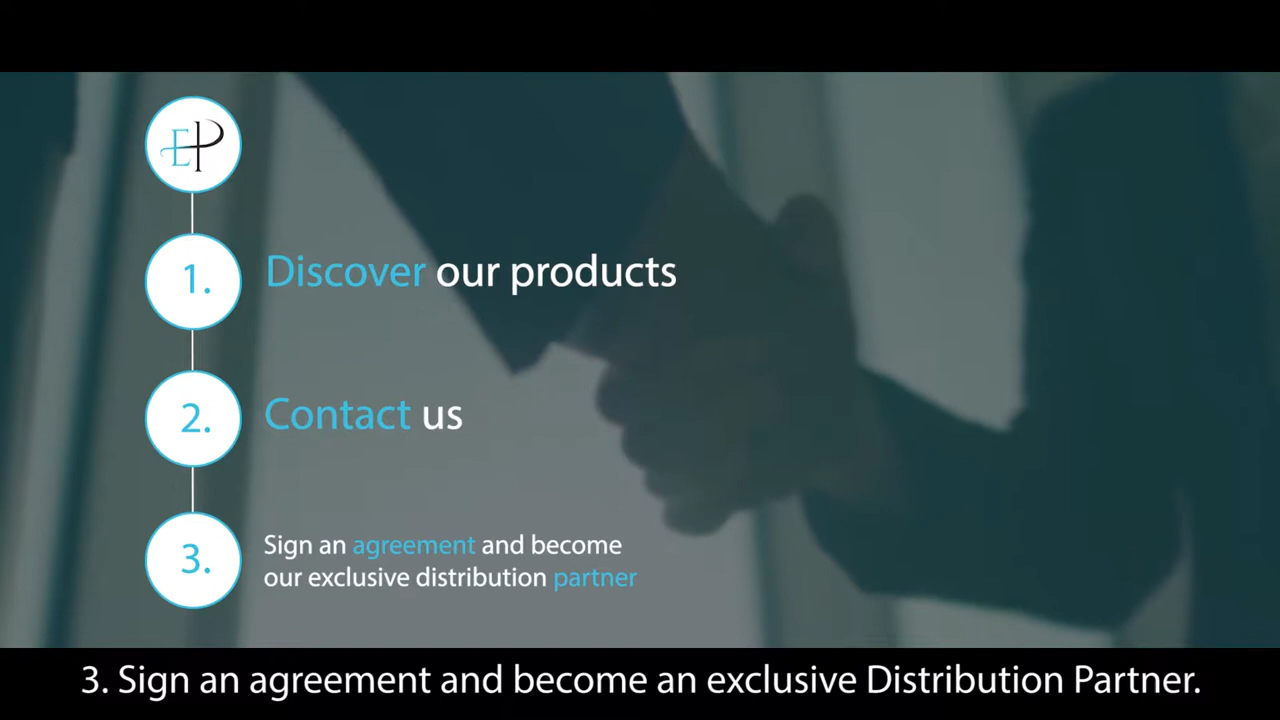 EP
1.
Discover our products
2.
Contact us
3.
Sign an agreement and become
our exclusive distribution partner
3. Sign an agreement and become an exclusive Distribution Partner.